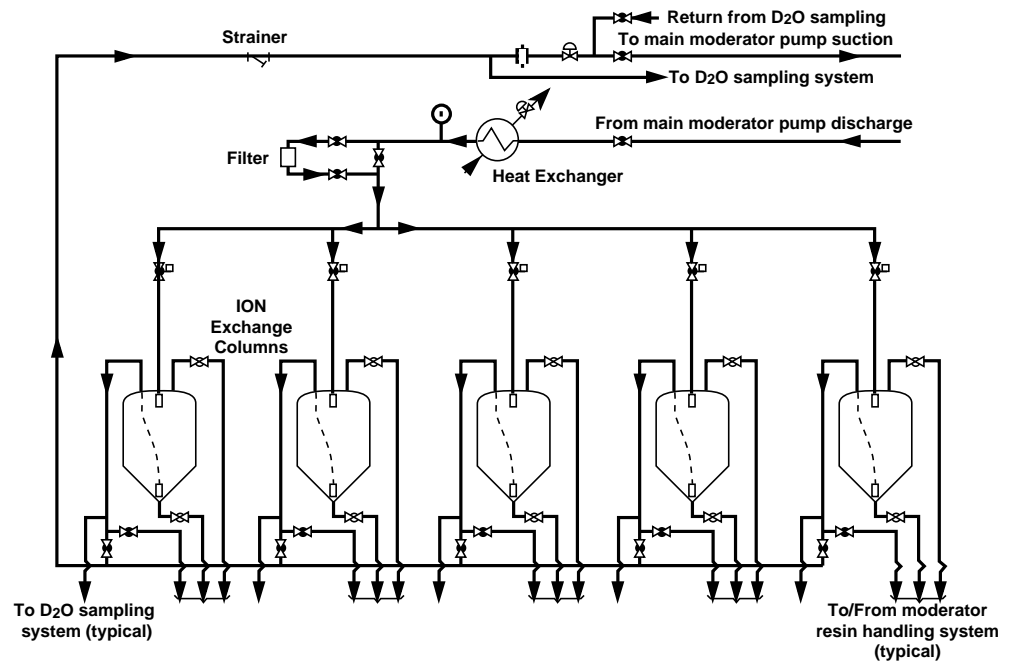 Return from D2O sampling
Strainer
To main moderator pump suction
To D2O sampling system
From main moderator pump discharge
Filter
Heat Exchanger
ION
Exchange
Columns
To D2O sampling
system (typical)
To/From moderator
resin handling system
(typical)